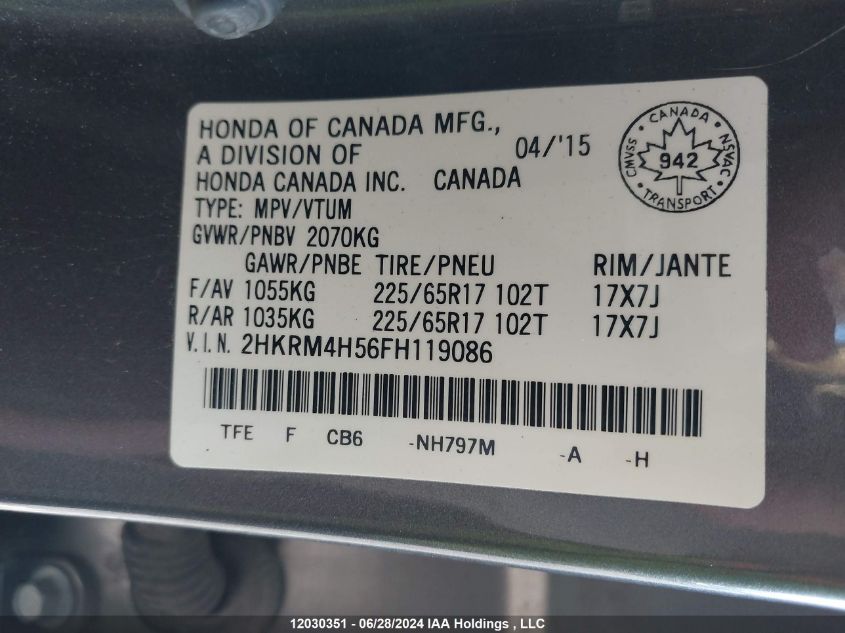 HONDA OF CANADA MFG.,
A DIVISION OF 04/'15
HONDA CANADA INC. CANADA
TYPE: MPV/VTUM
GVWR/PNBV 2070KG
CANADA
CMVSS 942 NSVAC
TRANSPORT
GAWR/PNBE TIRE/PNEU RIM/JANTE
F/AV 1055KG 225/65R17 102T 17X7J
R/AR 1035KG 225/65R17 102T 17X7J
V.I.N. 2HKRM4H56FH119086
TFE F CB6 -NH797M -A -H
12030351 - 06/28/2024 IAA Holdings , LLC